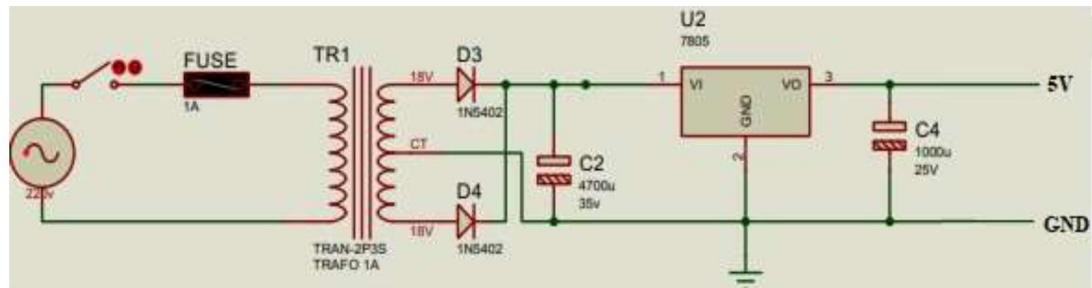 FUSE
1A
220v
TR1
TRAN-2P3S
TRAFO 1A
18V
CT
18V
D3
1N5402
D4
1N5402
C2
4700u
35v
U2
7805
1
VI
VO
3
GND
2
C4
1000u
25V
5V
GND